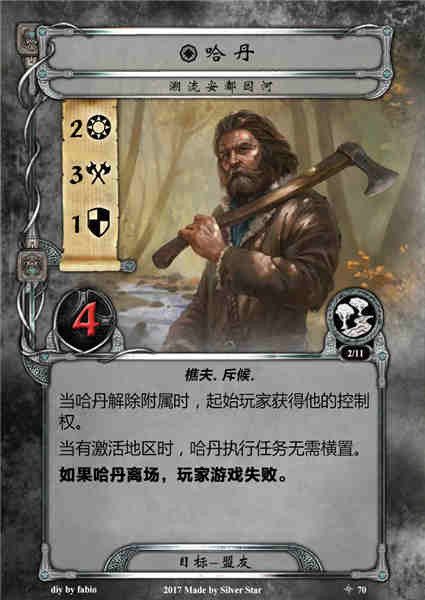 哈丹
溯流安都因河
2
3
1
4
2/11
樵夫. 斥候.
当哈丹解除附属时，起始玩家获得他的控制
权。
当有激活地区时，哈丹执行任务无需横置。
如果哈丹离场，玩家游戏失败。
目标-盟友
diy by fabio
2017 Made by Silver Star
70